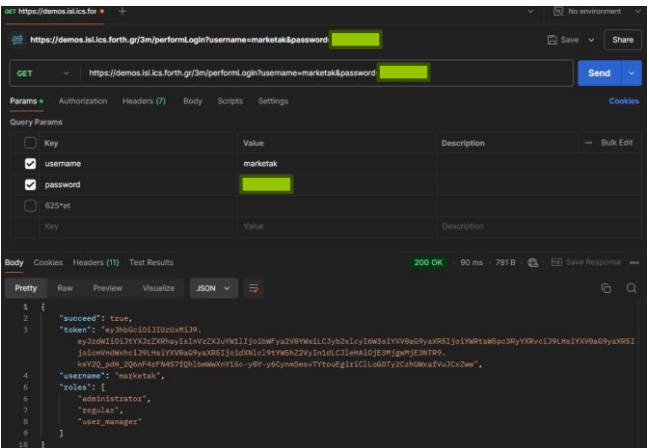 GET https://demos.isl.ics.for
No environment
https://demos.isl.ics.forth.gr/3m/performLogin?username=marketak&password
Save
Share
GET
https://demos.isl.ics.forth.gr/3m/performLogin?username=marketak&password
Send
Params Authorization Headers (7) Body Scripts Settings
Cookies
Query Params
Key Value Description ••• Bulk Edit
username marketak
password
625*et
Key Value Description
Body Cookies Headers (11) Test Results
200 OK • 90 ms • 781 B • Save Response •••
Pretty Raw Preview Visualize JSON
1 {
2 "succeed": true,
3 "token":
4 "username": "marketak",
5 "roles": [
6 "administrator",
7 "regular",
8 "user_manager"
9 ]
10 }